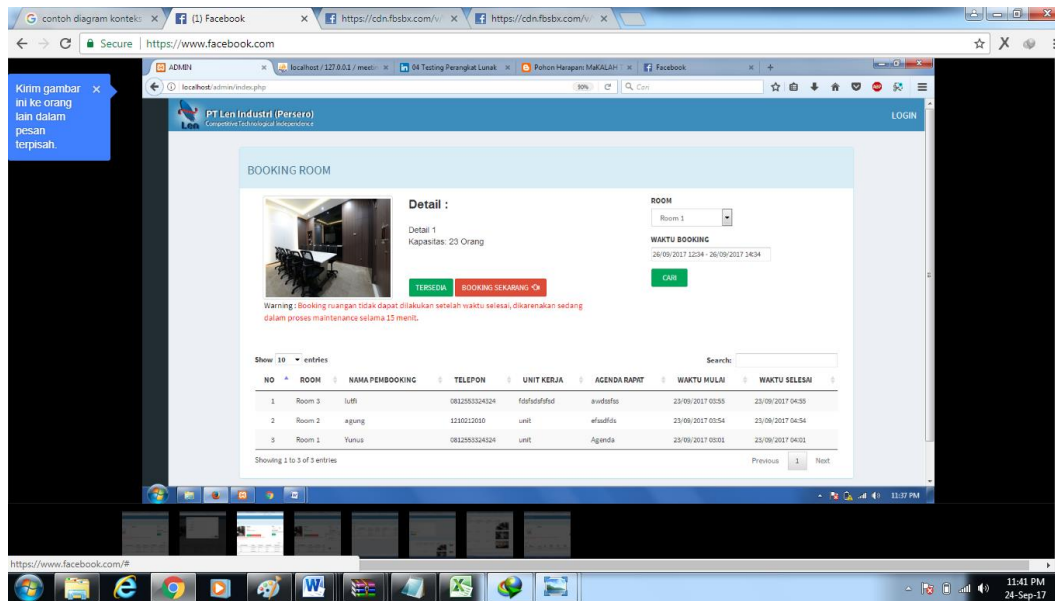 contoh diagram konteks
(1) Facebook
https://cdn.fbsbx.com/v/
https://cdn.fbsbx.com/v/
Secure | https://www.facebook.com
Kirim gambar
ini ke orang
lain dalam
pesan
terpisah.
ADMIN
localhost / 127.0.0.1 /
04 Testing Perangkat Lunak
Pohon Harapan: MaKALAH
Facebook
localhost/admin/index.php
90%
Cari
Len
PT Len Industri (Persero)
Competitive Technological Independence
LOGIN
BOOKING ROOM
Detail :
Detail 1
Kapasitas: 23 Orang
TERSEDIA
BOOKING SEKARANG
ROOM
Room 1
WAKTU BOOKING
26/09/2017 12:34 - 26/09/2017 14:34
CARI
Warning : Booking ruangan tidak dapat dilakukan setelah waktu selesai, dikarenakan sedang
dalam proses maintenance selama 15 menit.
Show 10 entries
Search:
NO ROOM NAMA PEMBOOKING TELEPON UNIT KERJA AGENDA RAPAT WAKTU MULAI WAKTU SELESAI
1 Room 3 lutfi awdssfss 23/09/2017 03:55 23/09/2017 04:55
2 Room 2 agung 1210212010 unit efssdfds 23/09/2017 03:54 23/09/2017 04:54
3 Room 1 Yunus unit Agenda 23/09/2017 03:01 23/09/2017 04:01
Showing 1 to 3 of 3 entries
Previous 1 Next
11:37 PM
https://www.facebook.com/#
11:41 PM
24-Sep-17